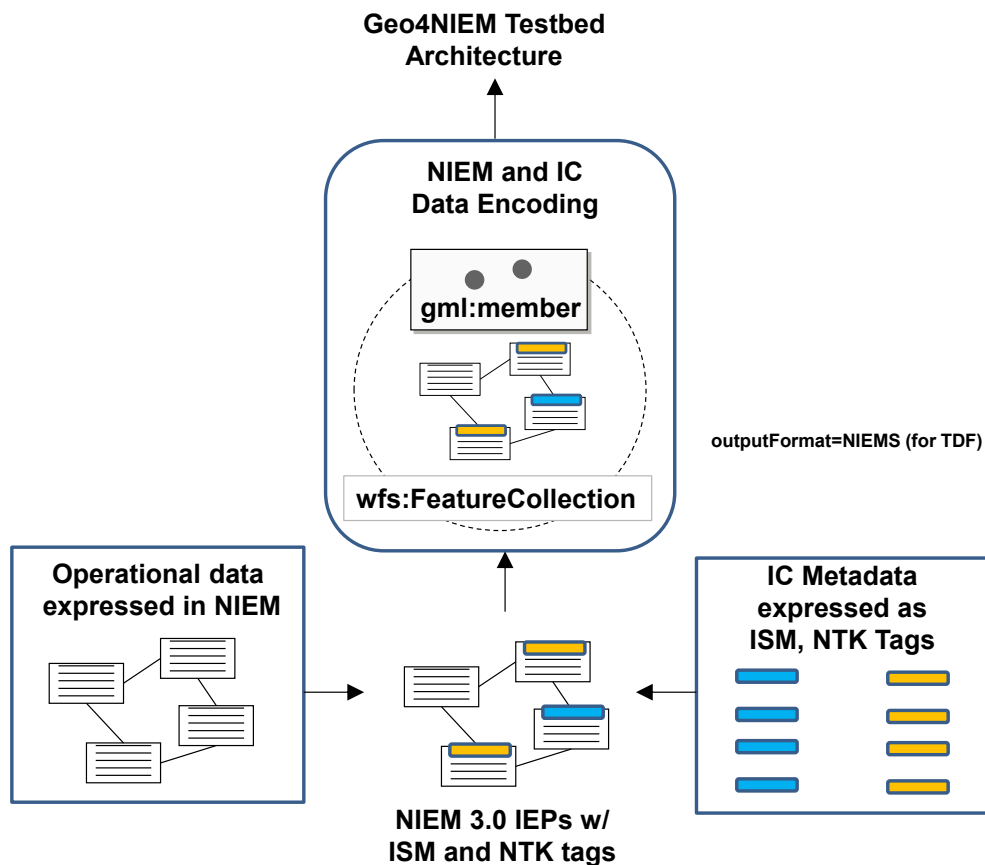 Geo4NIEM Testbed
Architecture
NIEM and IC
Data Encoding
gml:member
wfs:FeatureCollection
outputFormat=NIEMS (for TDF)
Operational data
expressed in NIEM
IC Metadata
expressed as
ISM, NTK Tags
NIEM 3.0 IEPs w/
ISM and NTK tags